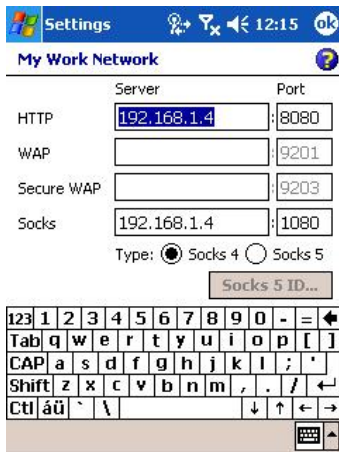 Settings 12:15 ok
My Work Network ?
Server Port
HTTP 192.168.1.4 : 8080
WAP : 9201
Secure WAP : 9203
Socks 192.168.1.4 : 1080
Type: Socks 4 Socks 5
Socks 5 ID...
123 1 2 3 4 5 6 7 8 9 0 - =
Tab q w e r t y u i o p [ ]
CAP a s d f g h j k l ; '
Shift z x c v b n m , . /
Ctl áü ` \ ↓ ↑ ← →